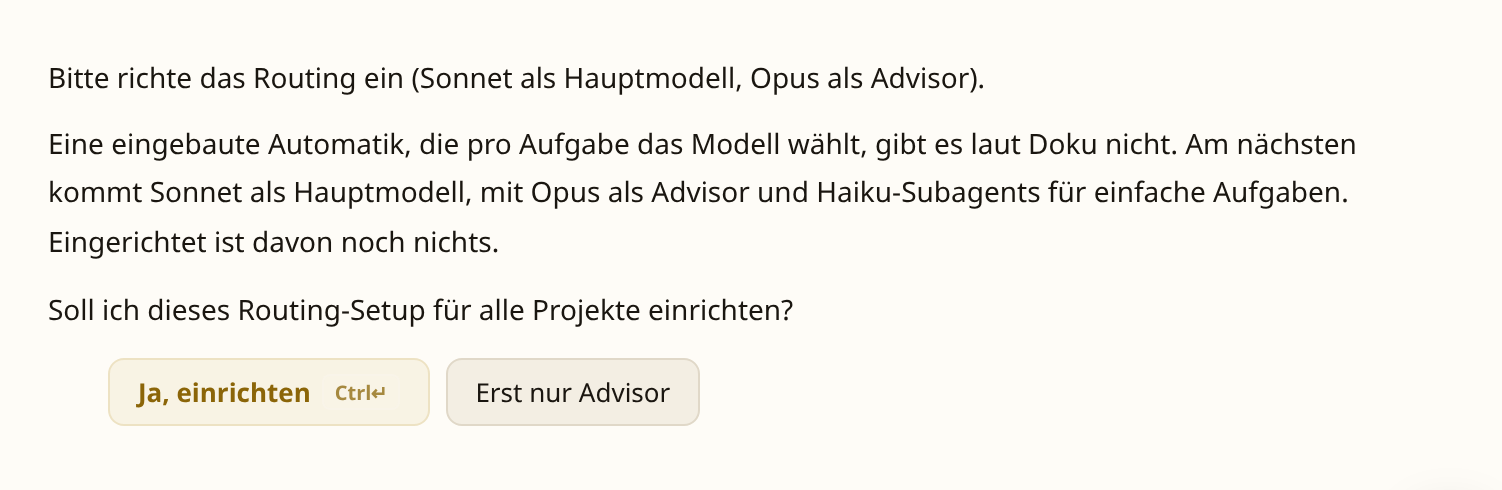 Bitte richte das Routing ein (Sonnet als Hauptmodell, Opus als Advisor).
Eine eingebaute Automatik, die pro Aufgabe das Modell wählt, gibt es laut Doku nicht. Am nächsten
kommt Sonnet als Hauptmodell, mit Opus als Advisor und Haiku-Subagents für einfache Aufgaben.
Eingerichtet ist davon noch nichts.
Soll ich dieses Routing-Setup für alle Projekte einrichten?
Ja, einrichten Ctrl↵ Erst nur Advisor